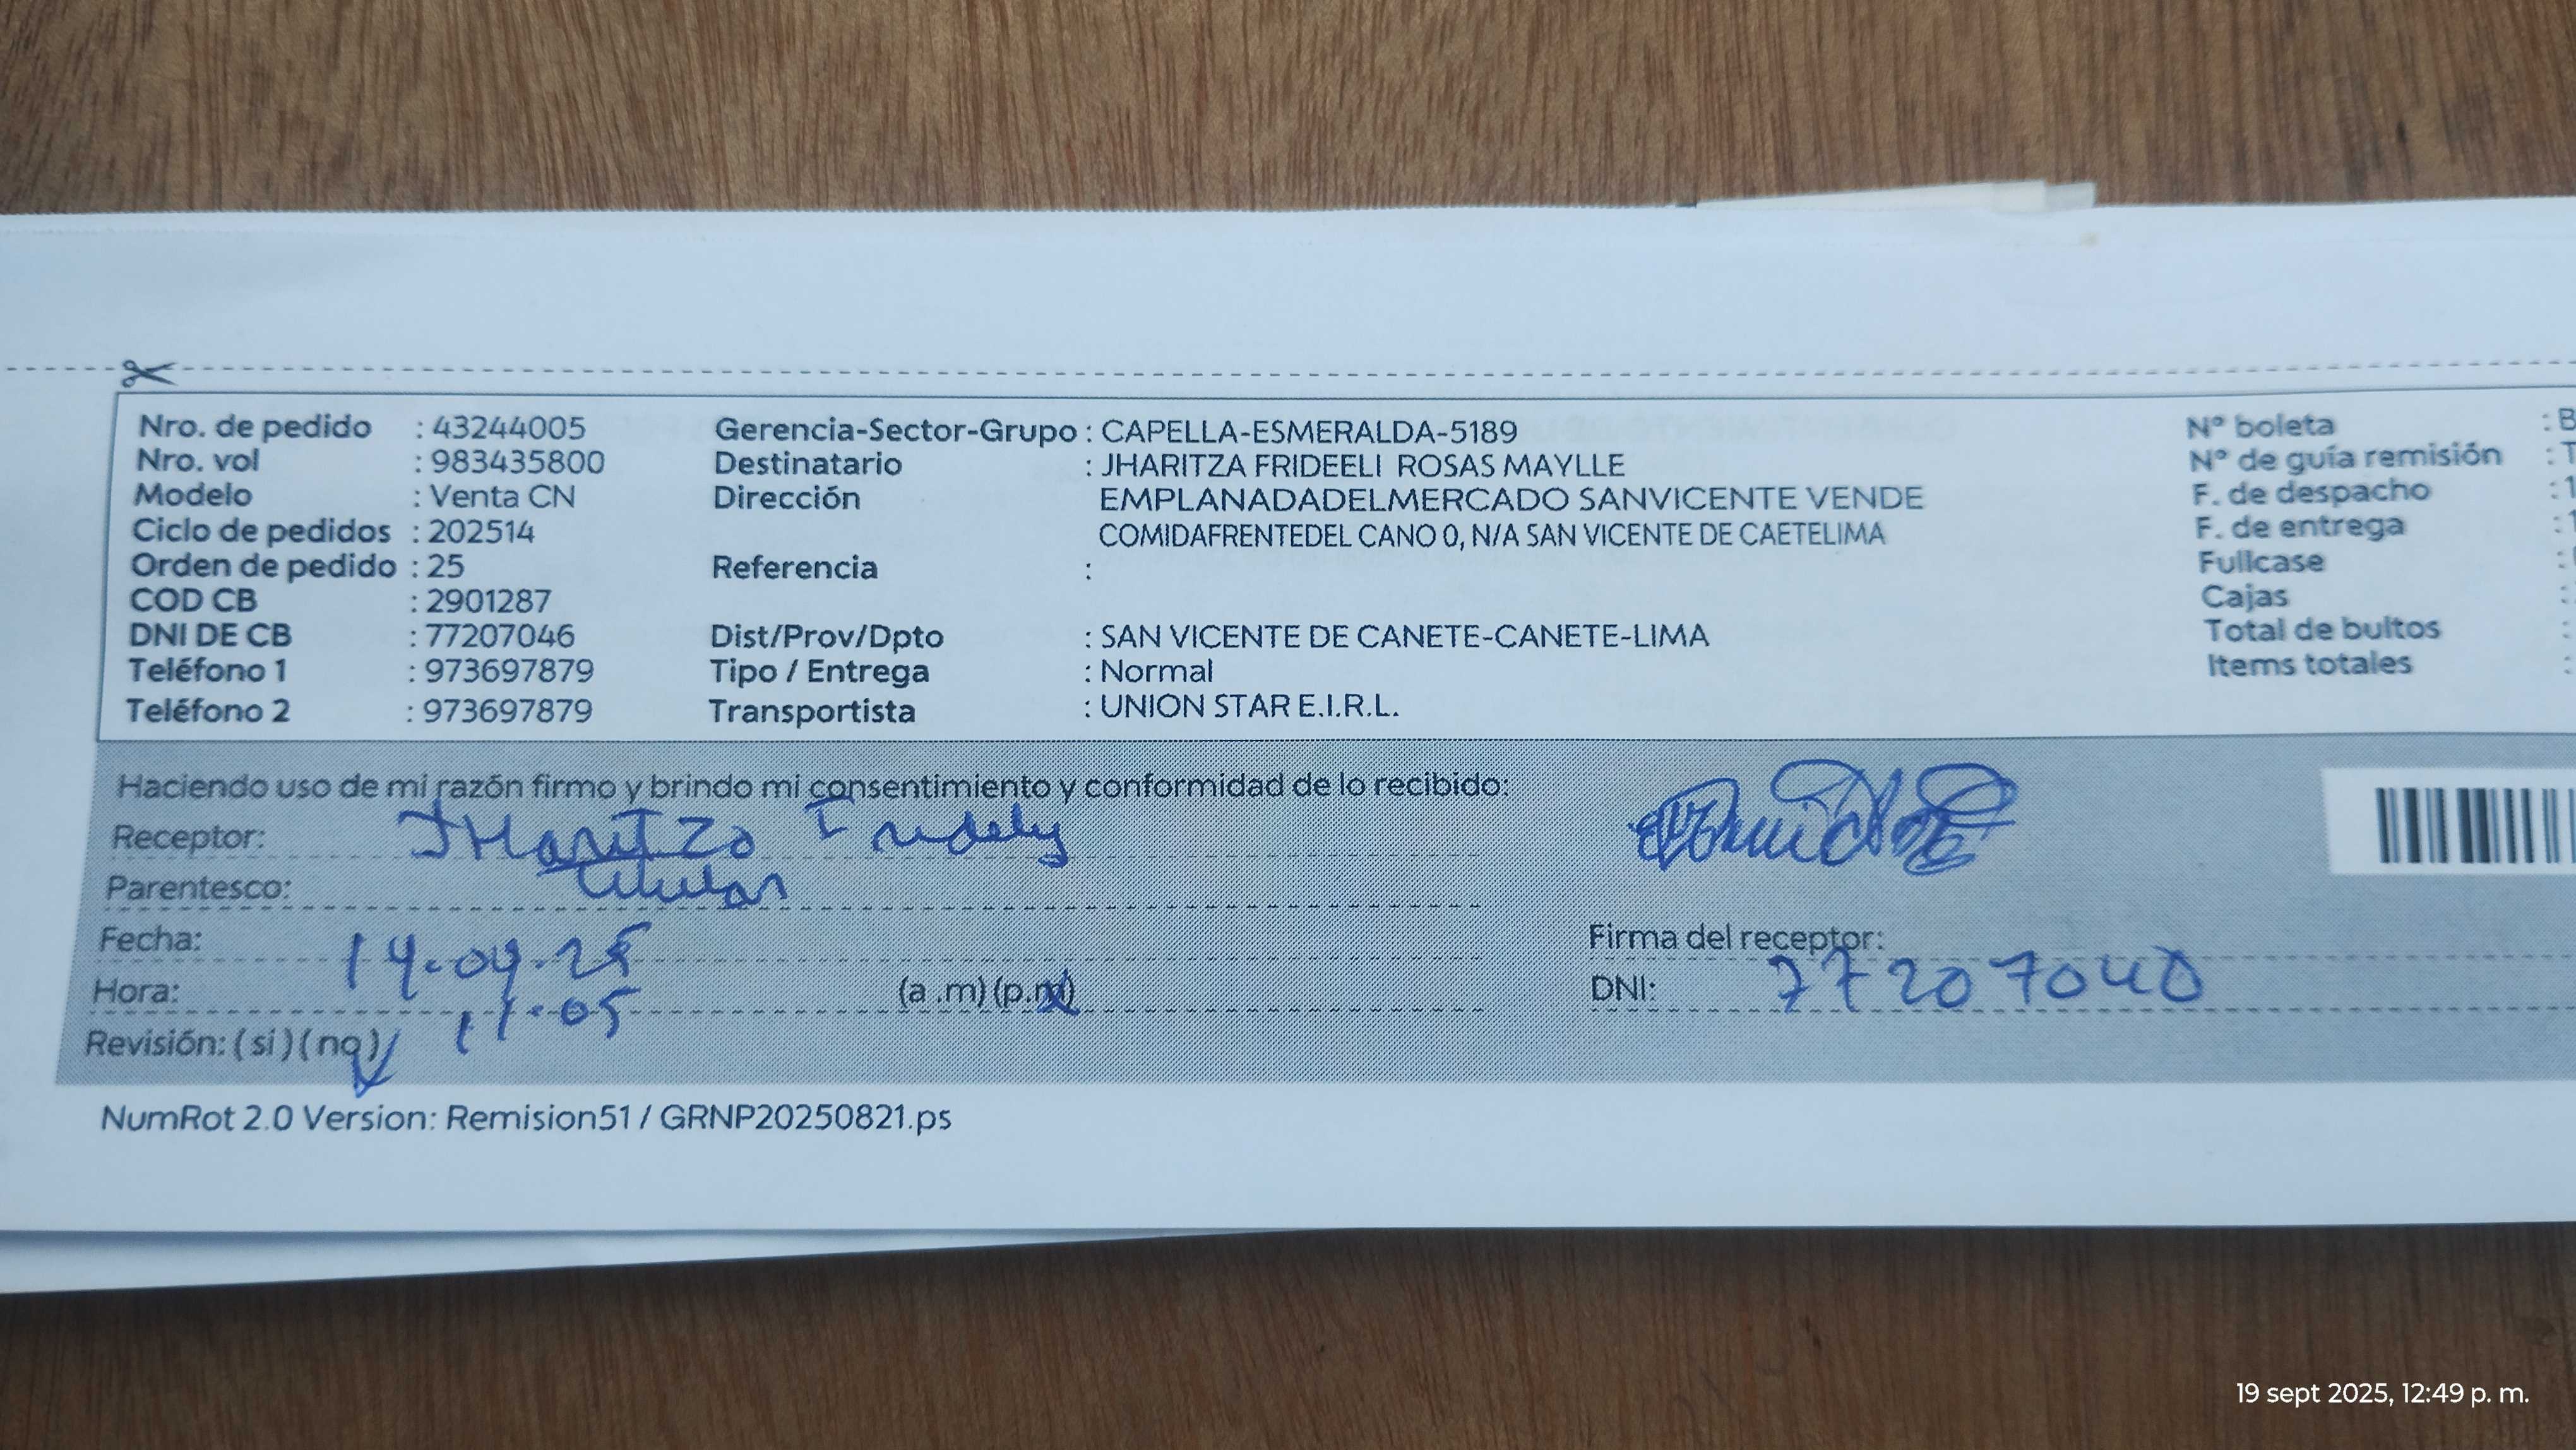 Nro. de pedido : 43244005 Gerencia-Sector-Grupo : CAPELLA-ESMERALDA-5189 N° boleta : B
Nro. vol : 983435800 Destinatario : JHARITZA FRIDEELI ROSAS MAYLLE N° de guía remisión : T
Modelo : Venta CN Dirección EMPLANADADELMERCADO SANVICENTE VENDE F. de despacho : 1
Ciclo de pedidos : 202514 COMIDAFRENTEDEL CANO 0, N/A SAN VICENTE DE CAETELIMA F. de entrega : 1
Orden de pedido : 25 Referencia : Fullcase :
COD CB : 2901287 Cajas :
DNI DE CB : 77207046 Dist/Prov/Dpto : SAN VICENTE DE CANETE-CANETE-LIMA Total de bultos :
Teléfono 1 : 973697879 Tipo / Entrega : Normal Items totales :
Teléfono 2 : 973697879 Transportista : UNION STAR E.I.R.L.
Haciendo uso de mi razón firmo y brindo mi consentimiento y conformidad de lo recibido:
Receptor: JHaritza
Parentesco: titular
Fecha: Firma del receptor:
Hora: 11.05 (a .m) (p.m) DNI: 77207040
Revisión: ( si ) ( no )
NumRot 2.0 Version: Remision51 / GRNP20250821.ps
19 sept 2025, 12:49 p. m.